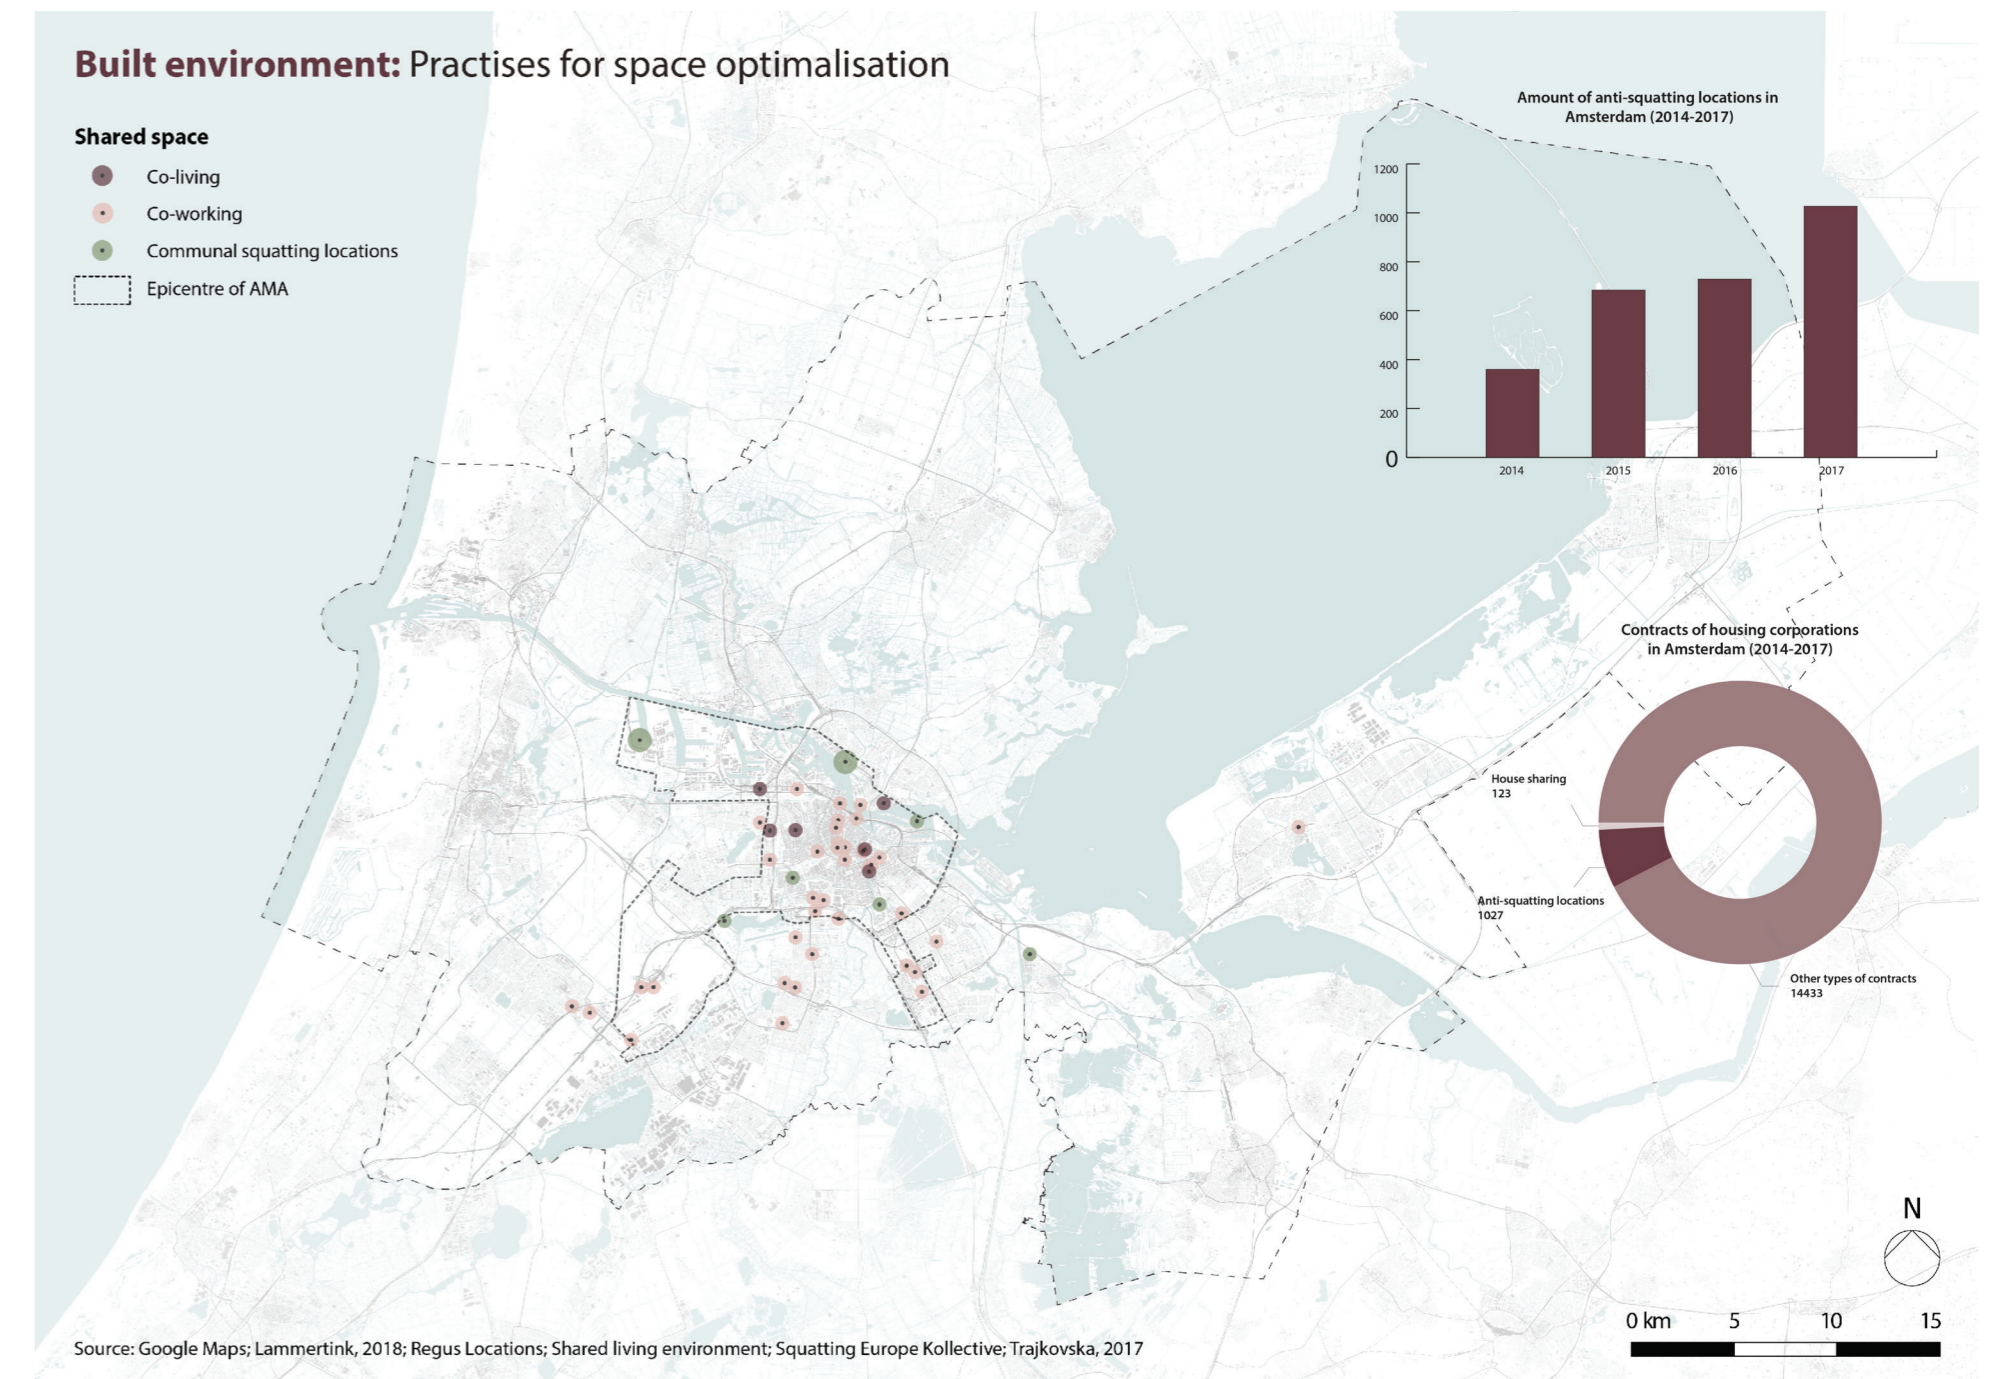 Built environment: Practises for space optimalisation
Shared space
Co-living
Co-working
Communal squatting locations
Epicentre of AMA
Amount of anti-squatting locations in
Amsterdam (2014-2017)
1200
1000
800
600
400
200
0
2014
2015
2016
2017
Contracts of housing corporations
in Amsterdam (2014-2017)
House sharing
123
Anti-squatting locations
1027
Other types of contracts
14433
N
0 km 5 10 15
Source: Google Maps; Lammertink, 2018; Regus Locations; Shared living environment; Squatting Europe Kollective; Trajkovska, 2017